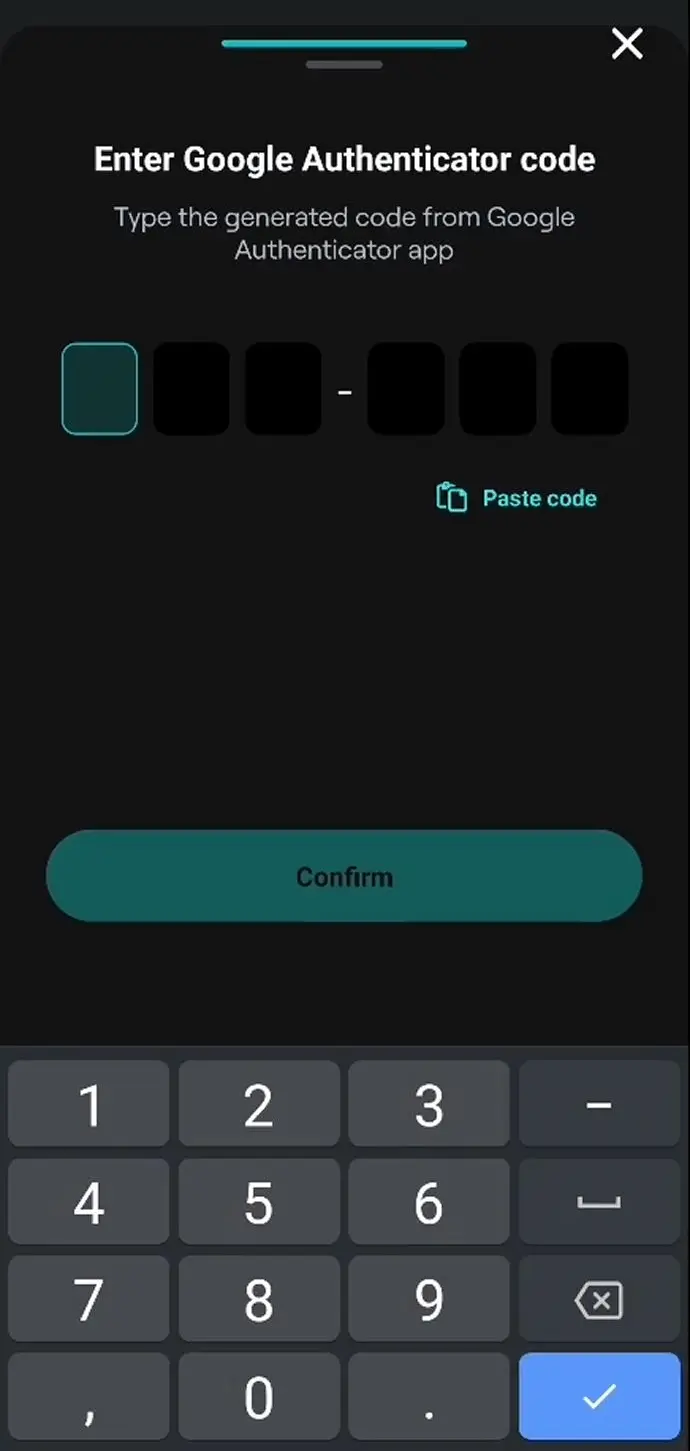 Enter Google Authenticator code
Type the generated code from Google
Authenticator app
-
Paste code
Confirm
1 2 3 -
4 5 6
7 8 9
, 0 .